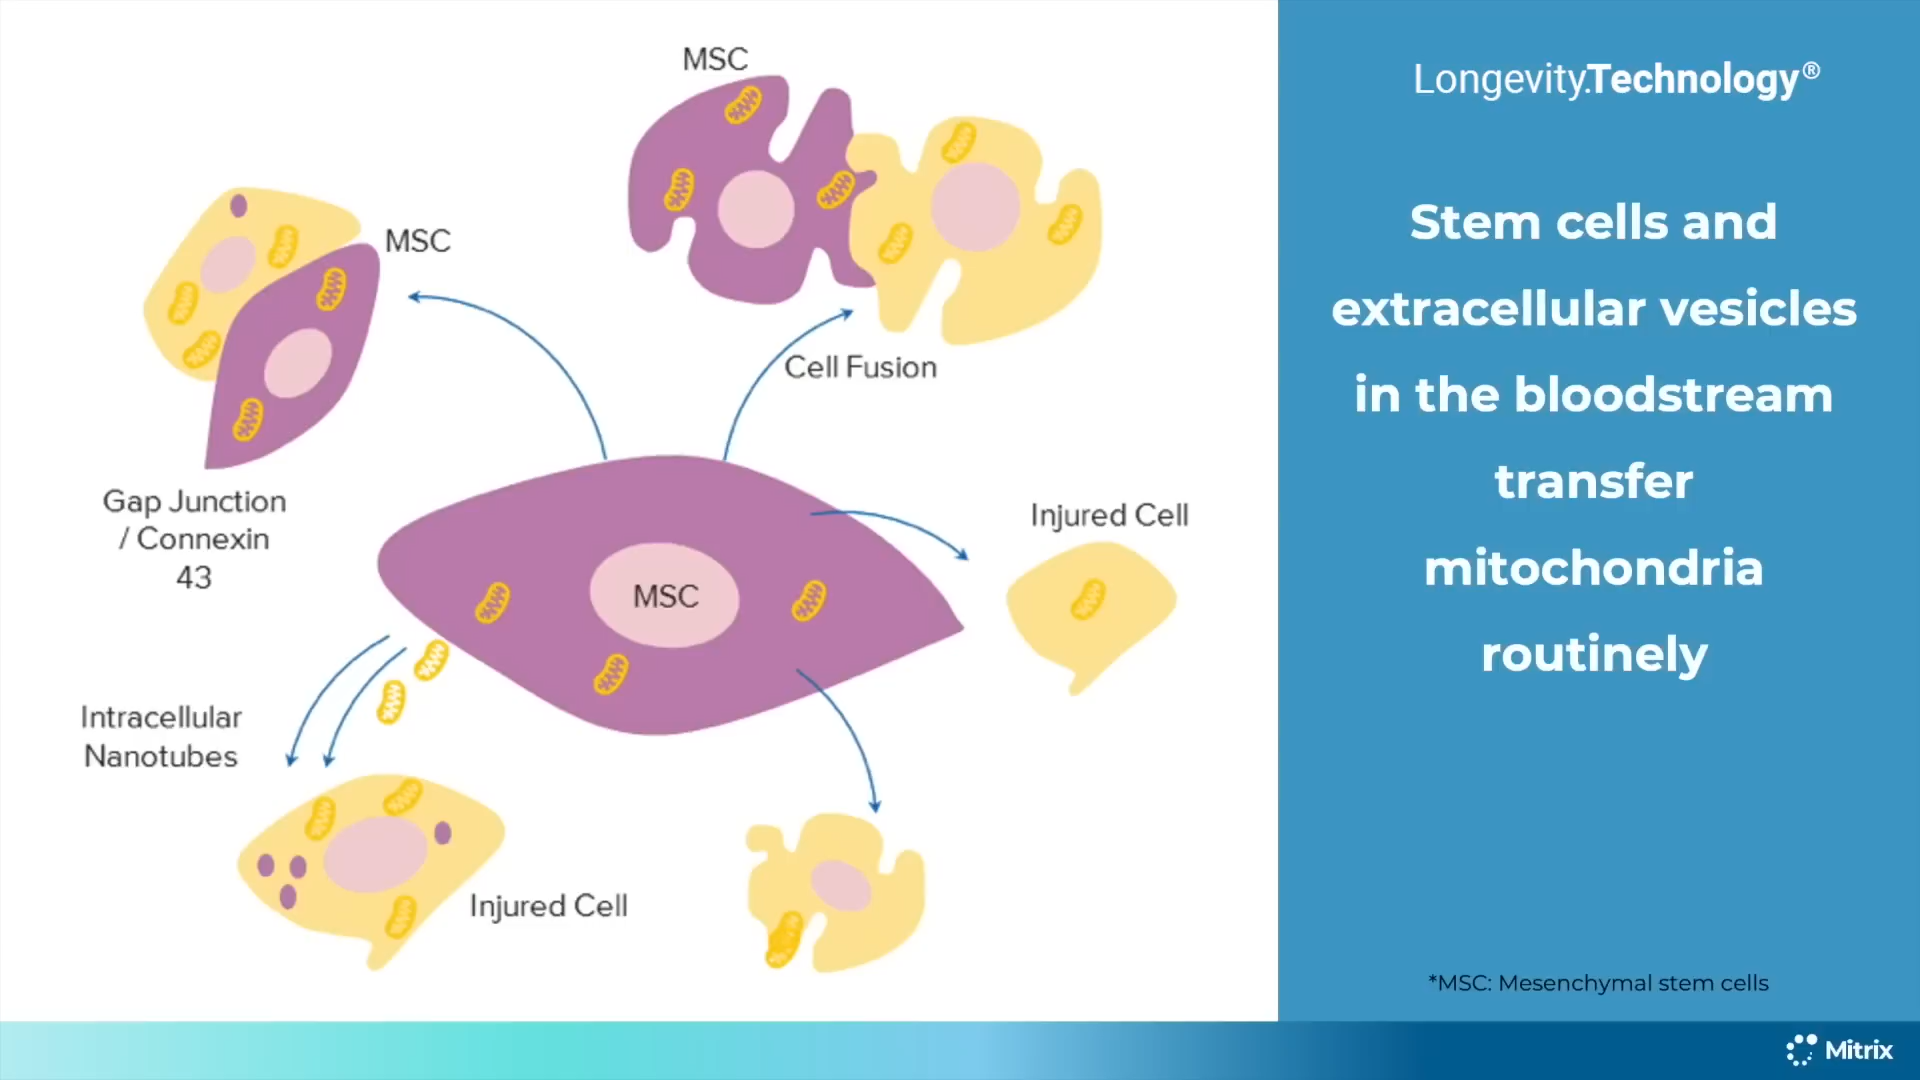 MSC
MSC
Cell Fusion
Gap Junction
/ Connexin
43
MSC
Injured Cell
Intracellular
Nanotubes
Injured Cell
Longevity.Technology®
Stem cells and
extracellular vesicles
in the bloodstream
transfer
mitochondria
routinely
*MSC: Mesenchymal stem cells
Mitrix